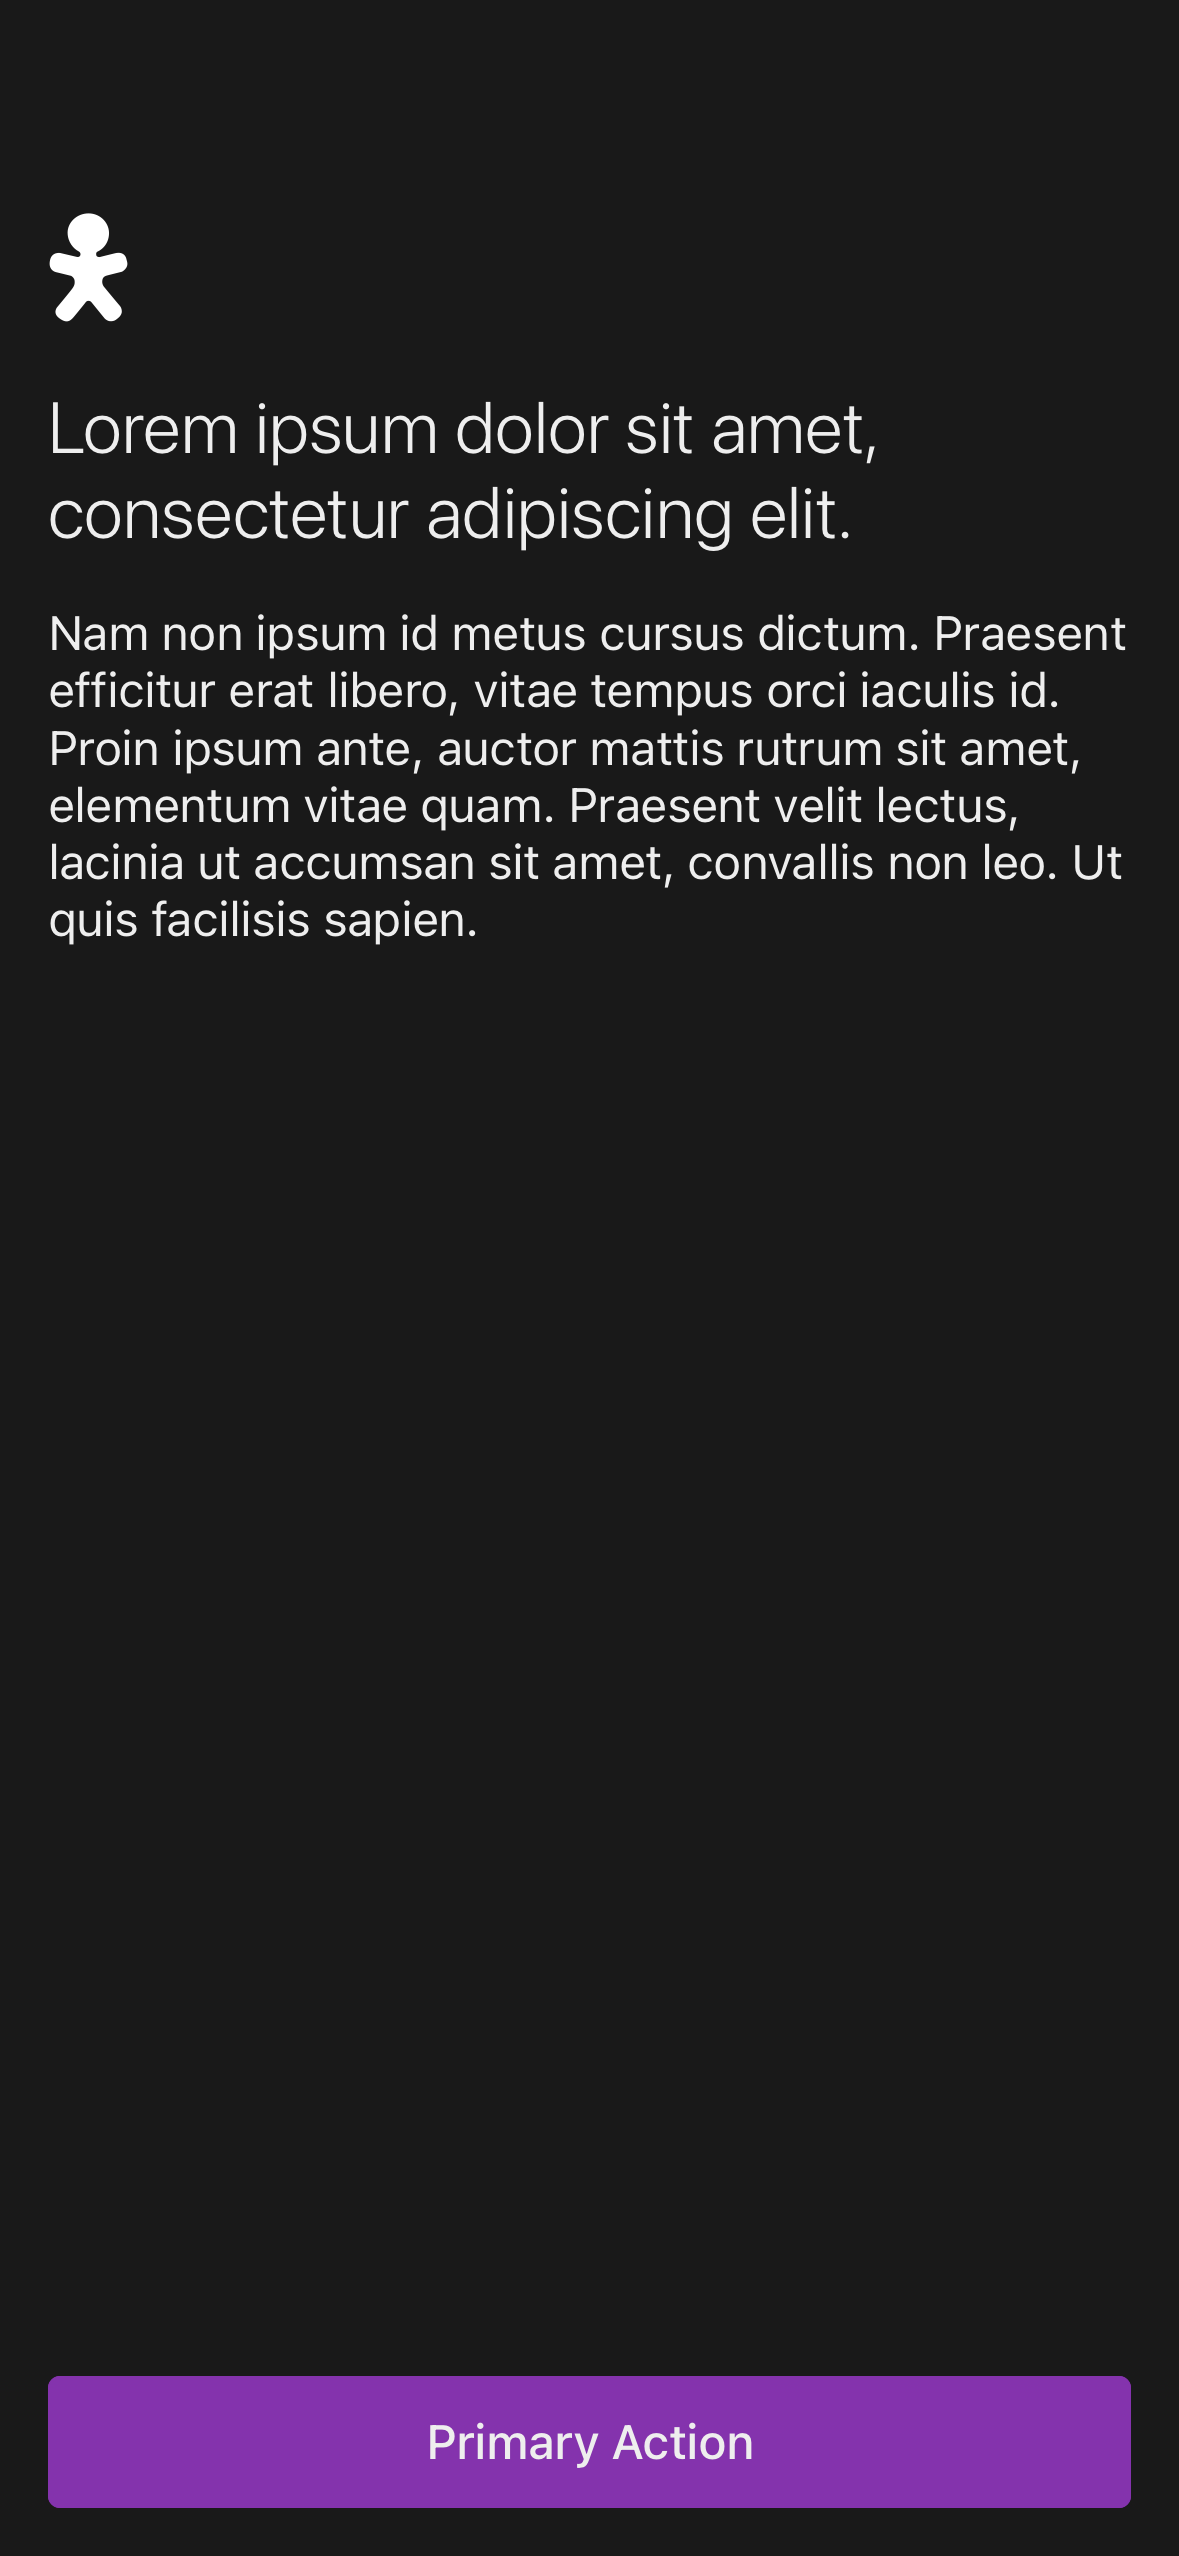 Lorem ipsum dolor sit amet,
consectetur adipiscing elit.
Nam non ipsum id metus cursus dictum. Praesent
efficitur erat libero, vitae tempus orci iaculis id.
Proin ipsum ante, auctor mattis rutrum sit amet,
elementum vitae quam. Praesent velit lectus,
lacinia ut accumsan sit amet, convallis non leo. Ut
quis facilisis sapien.
Primary Action